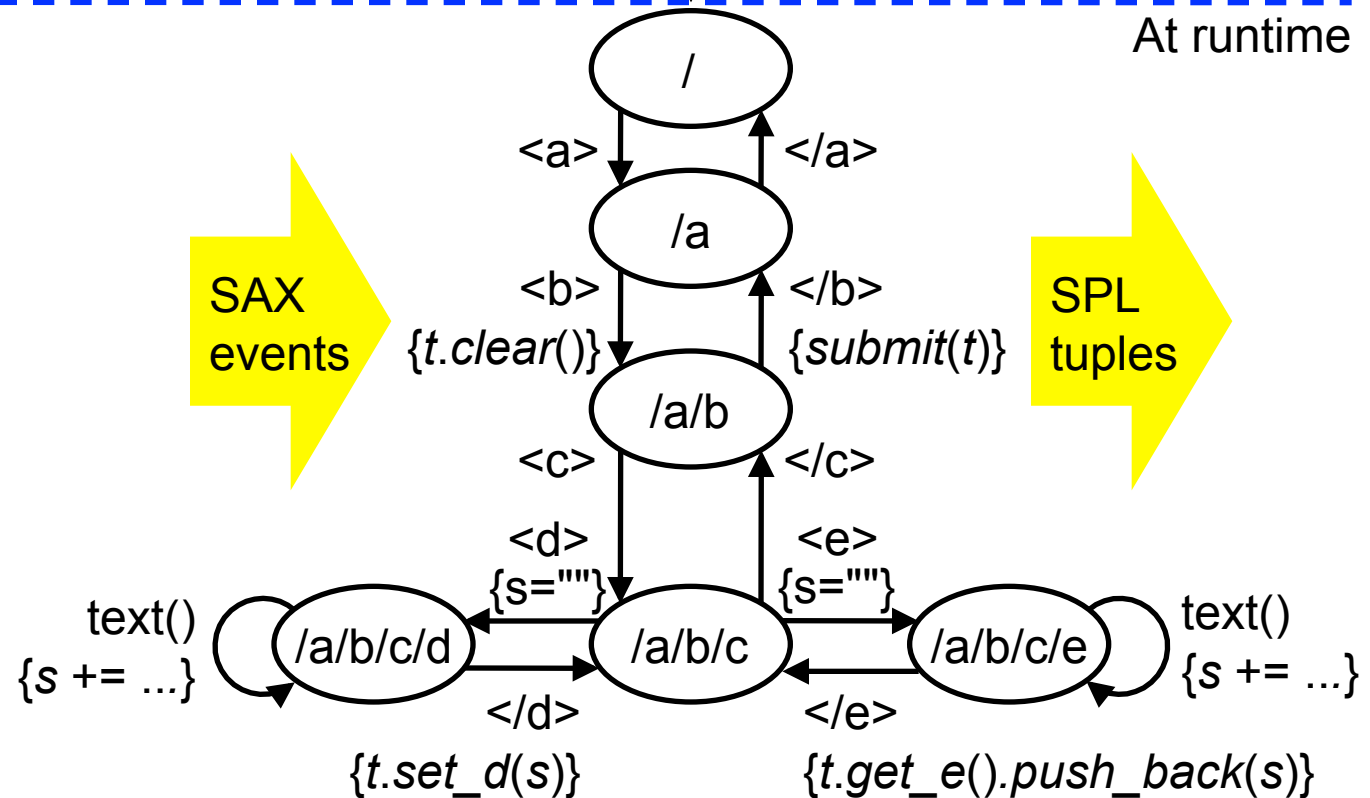 At runtime
/
<a>
</a>
/a
SAX
events
<b>
{t.clear()}
</b>
{submit(t)}
SPL
tuples
/a/b
<c>
</c>
<d>
{s=""}
<e>
{s=""}
text()
{s += ...}
/a/b/c/d
/a/b/c
/a/b/c/e
text()
{s += ...}
</d>
{t.set_d(s)}
</e>
{t.get_e().push_back(s)}